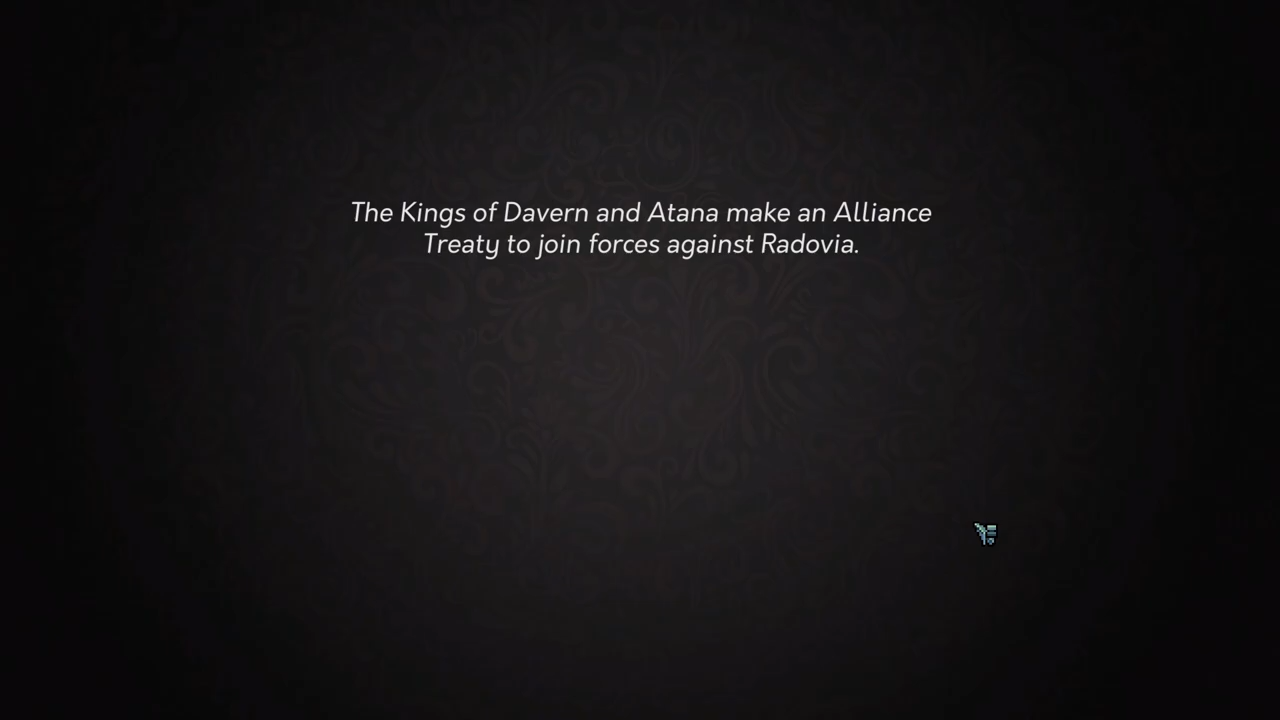 The Kings of Davern and Atana make an Alliance
Treaty to join forces against Radovia.